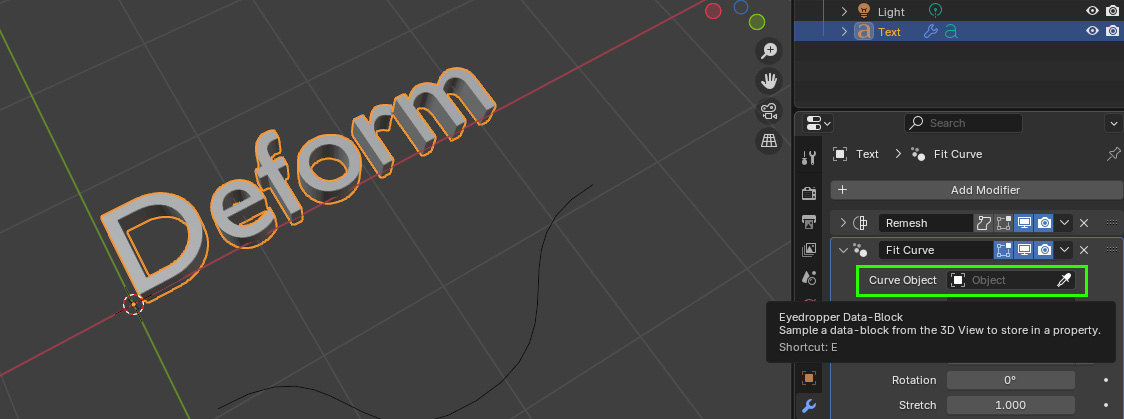 Light
Text
Deform
Search
Text > Fit Curve
Add Modifier
Remesh
Fit Curve
Curve Object
Object
Eyedropper Data-Block
Sample a data-block from the 3D View to store in a property.
Shortcut: E
Rotation
0°
Stretch
1.000